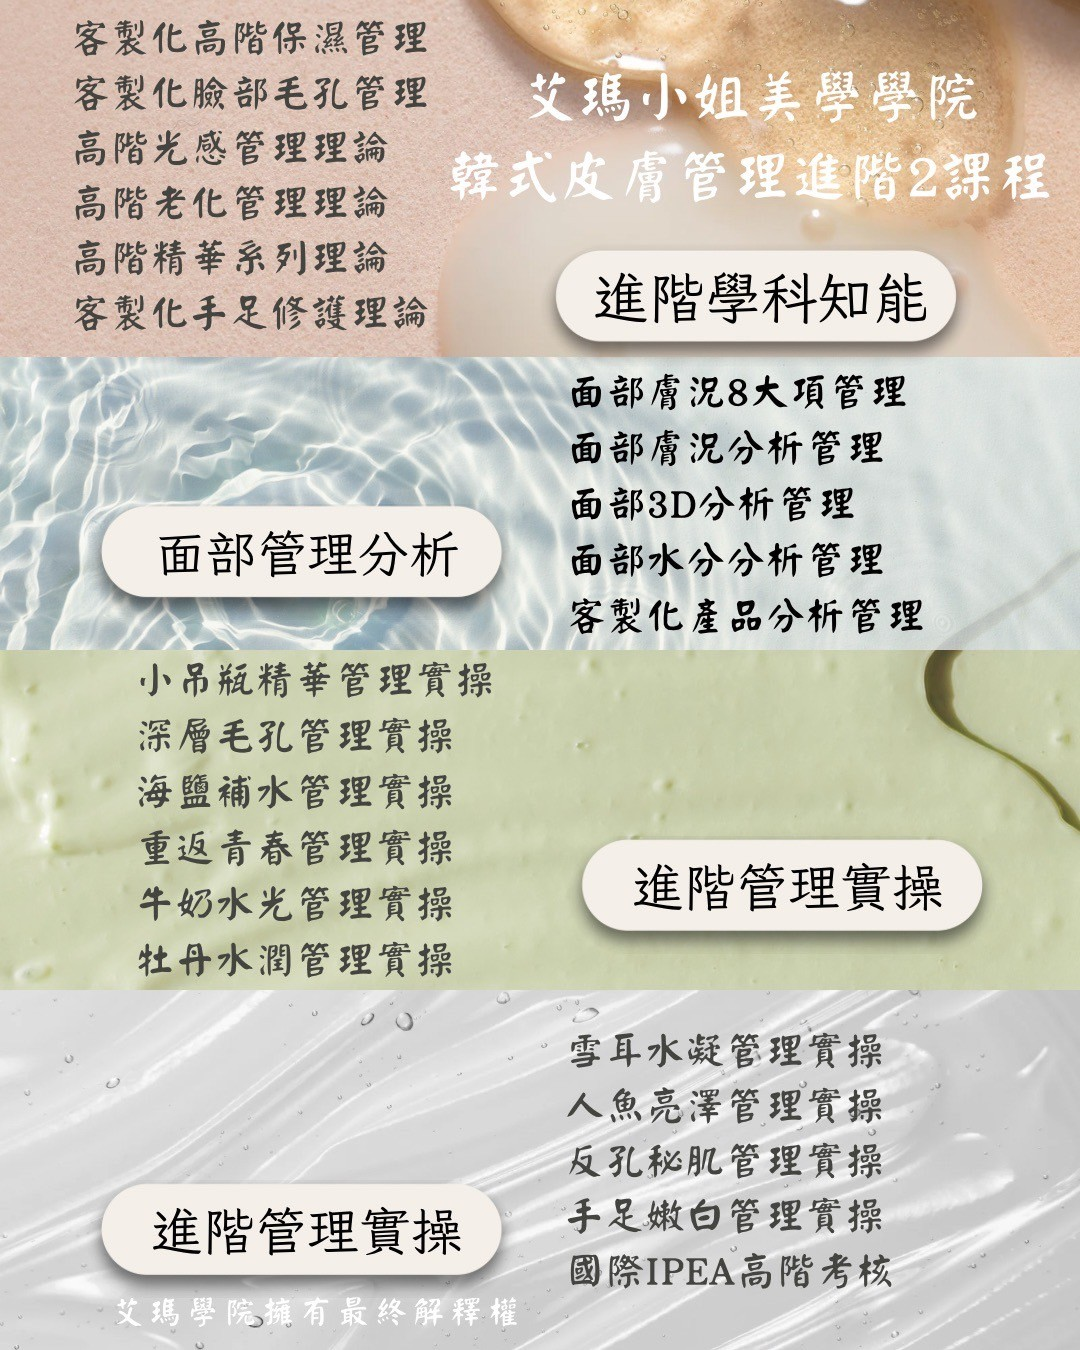 客製化高階保濕管理
客製化臉部毛孔管理
高階光感管理理論
高階老化管理理論
高階精華系列理論
客製化手足修護理論
艾瑪小姐美學學院
韓式皮膚管理進階2課程
進階學科知能
面部膚況8大項管理
面部膚況分析管理
面部3D分析管理
面部水分分析管理
客製化產品分析管理
面部管理分析
小吊瓶精華管理實操
深層毛孔管理實操
海鹽補水管理實操
重返青春管理實操
牛奶水光管理實操
牡丹水潤管理實操
進階管理實操
雪耳水凝管理實操
人魚亮澤管理實操
反孔秘肌管理實操
手足嫩白管理實操
國際IPEA高階考核
進階管理實操
艾瑪學院擁有最終解釋權